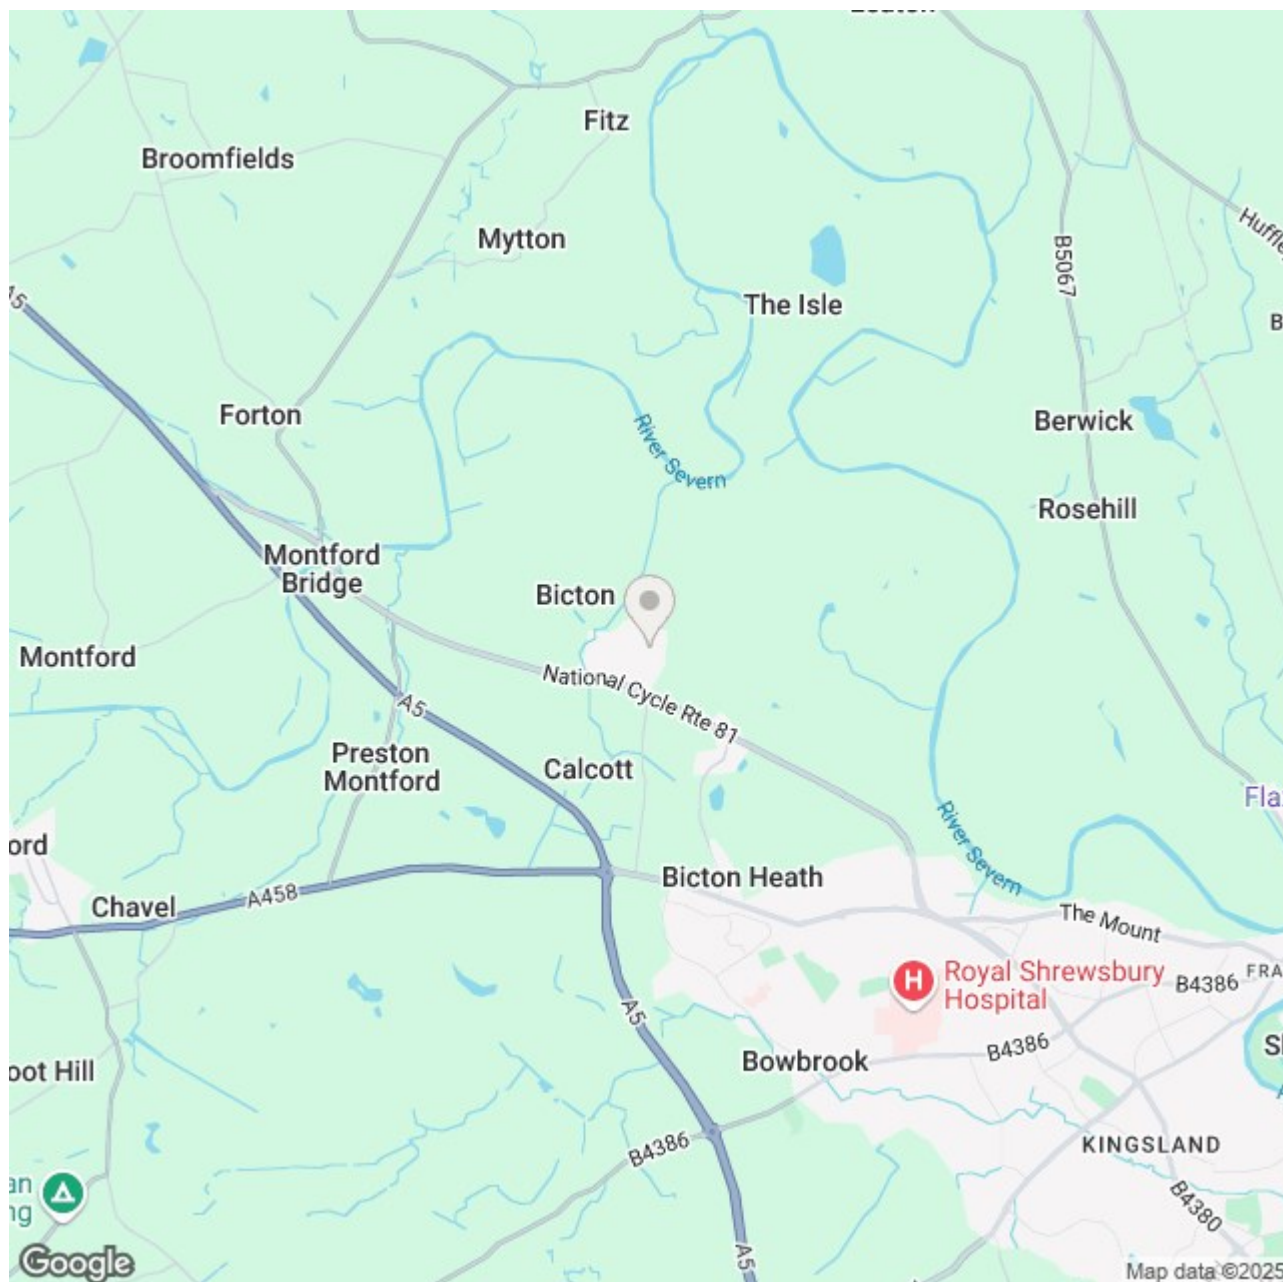 Fitz
Broomfields
Mytton
B5067
The Isle
A5
Forton
Berwick
River Severn
Rosehill
Montford
Bridge
Bicton
Montford
National Cycle Rte 81
A5
Preston
Montford
Calcott
River Severn
Bicton Heath
A458
Chavel
The Mount
Royal Shrewsbury
Hospital
B4386
A5
B4386
Bowbrook
B4386
KINGSLAND
B4380
A5
Google
Map data ©2025